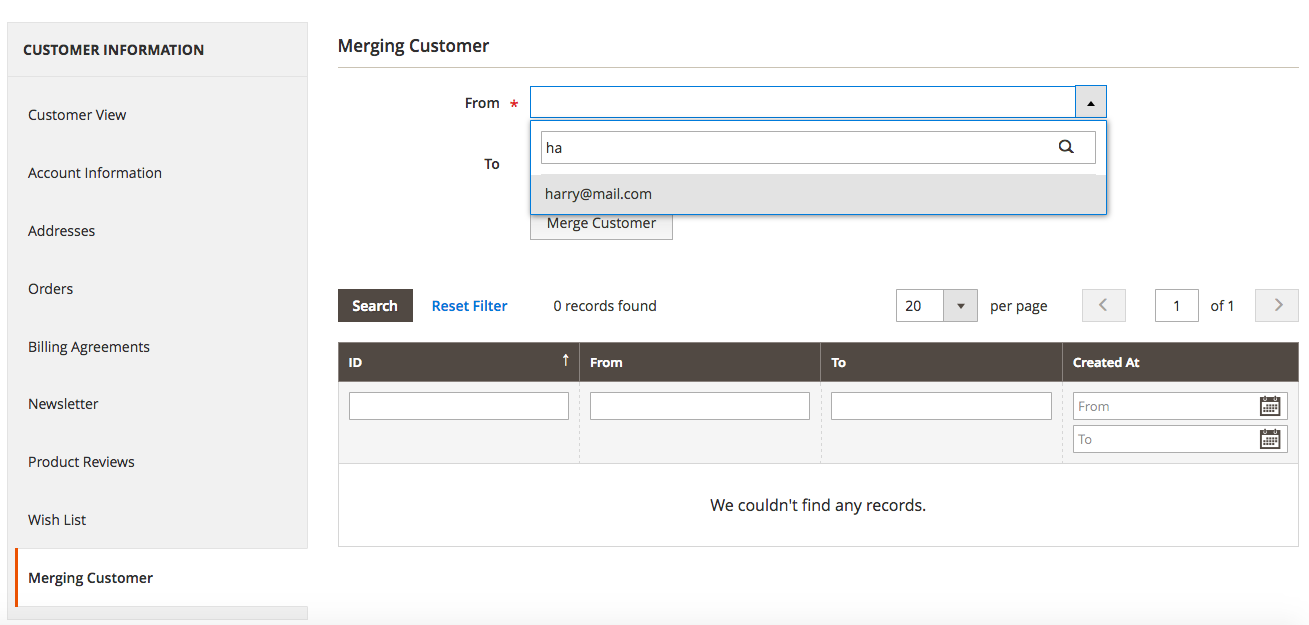 CUSTOMER INFORMATION
Customer View
Account Information
Addresses
Orders
Billing Agreements
Newsletter
Product Reviews
Wish List
Merging Customer
Merging Customer
From *
ha
To
harry@mail.com
Merge Customer
Search Reset Filter 0 records found 20 per page 1 of 1
ID ↑ From To Created At
From
To
We couldn't find any records.